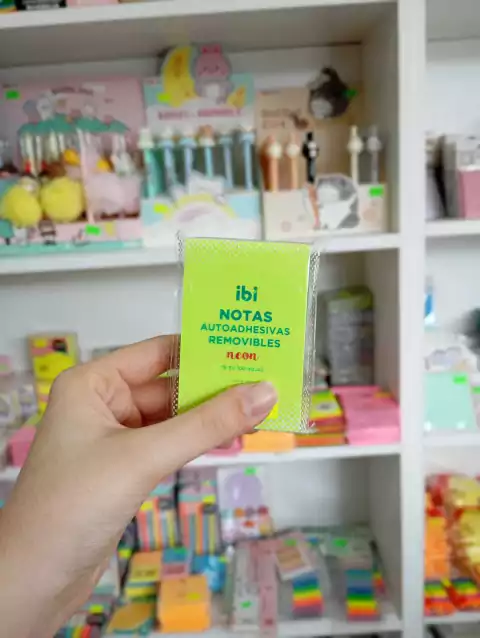 ibi
NOTAS
AUTOADHESIVAS
REMOVIBLES
neon